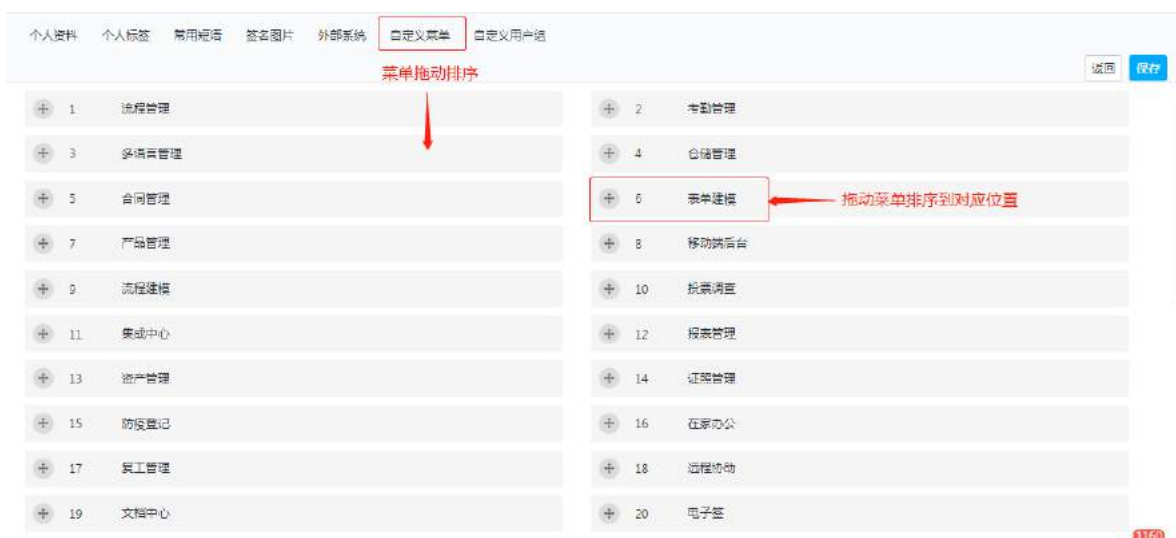 个人资料 个人标签 常用短语 签名图片 外部系统 自定义菜单 自定义用户组
菜单拖动排序
返回 保存
1 流程管理 2 考勤管理
3 多语言管理 4 仓储管理
5 合同管理 6 表单建模 拖动菜单排序到对应位置
7 产品管理 8 移动端后台
9 流程建模 10 投票调查
11 集成中心 12 报表管理
13 资产管理 14 证照管理
15 防疫登记 16 在家办公
17 复工管理 18 远程协助
19 文档中心 20 电子签
1160